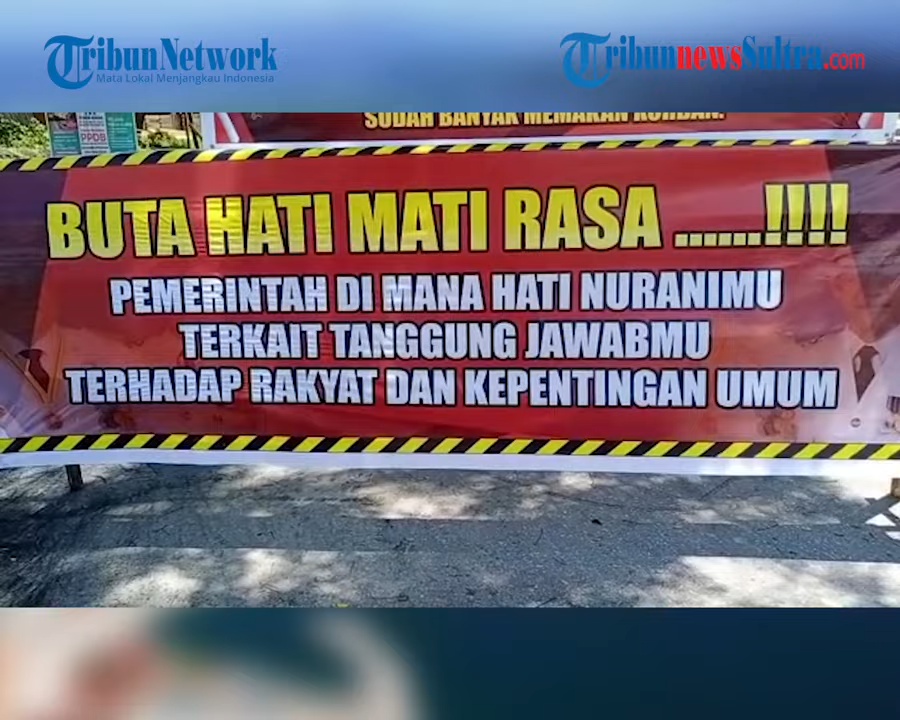 TribunNetwork
Mata Lokal Menjangkau Indonesia
TribunnewsSultra.com
PPDB
SUDAH BANYAK MEMAKAN KORBAN.
BUTA HATI MATI RASA ......!!!!
PEMERINTAH DI MANA HATI NURANIMU
TERKAIT TANGGUNG JAWABMU
TERHADAP RAKYAT DAN KEPENTINGAN UMUM